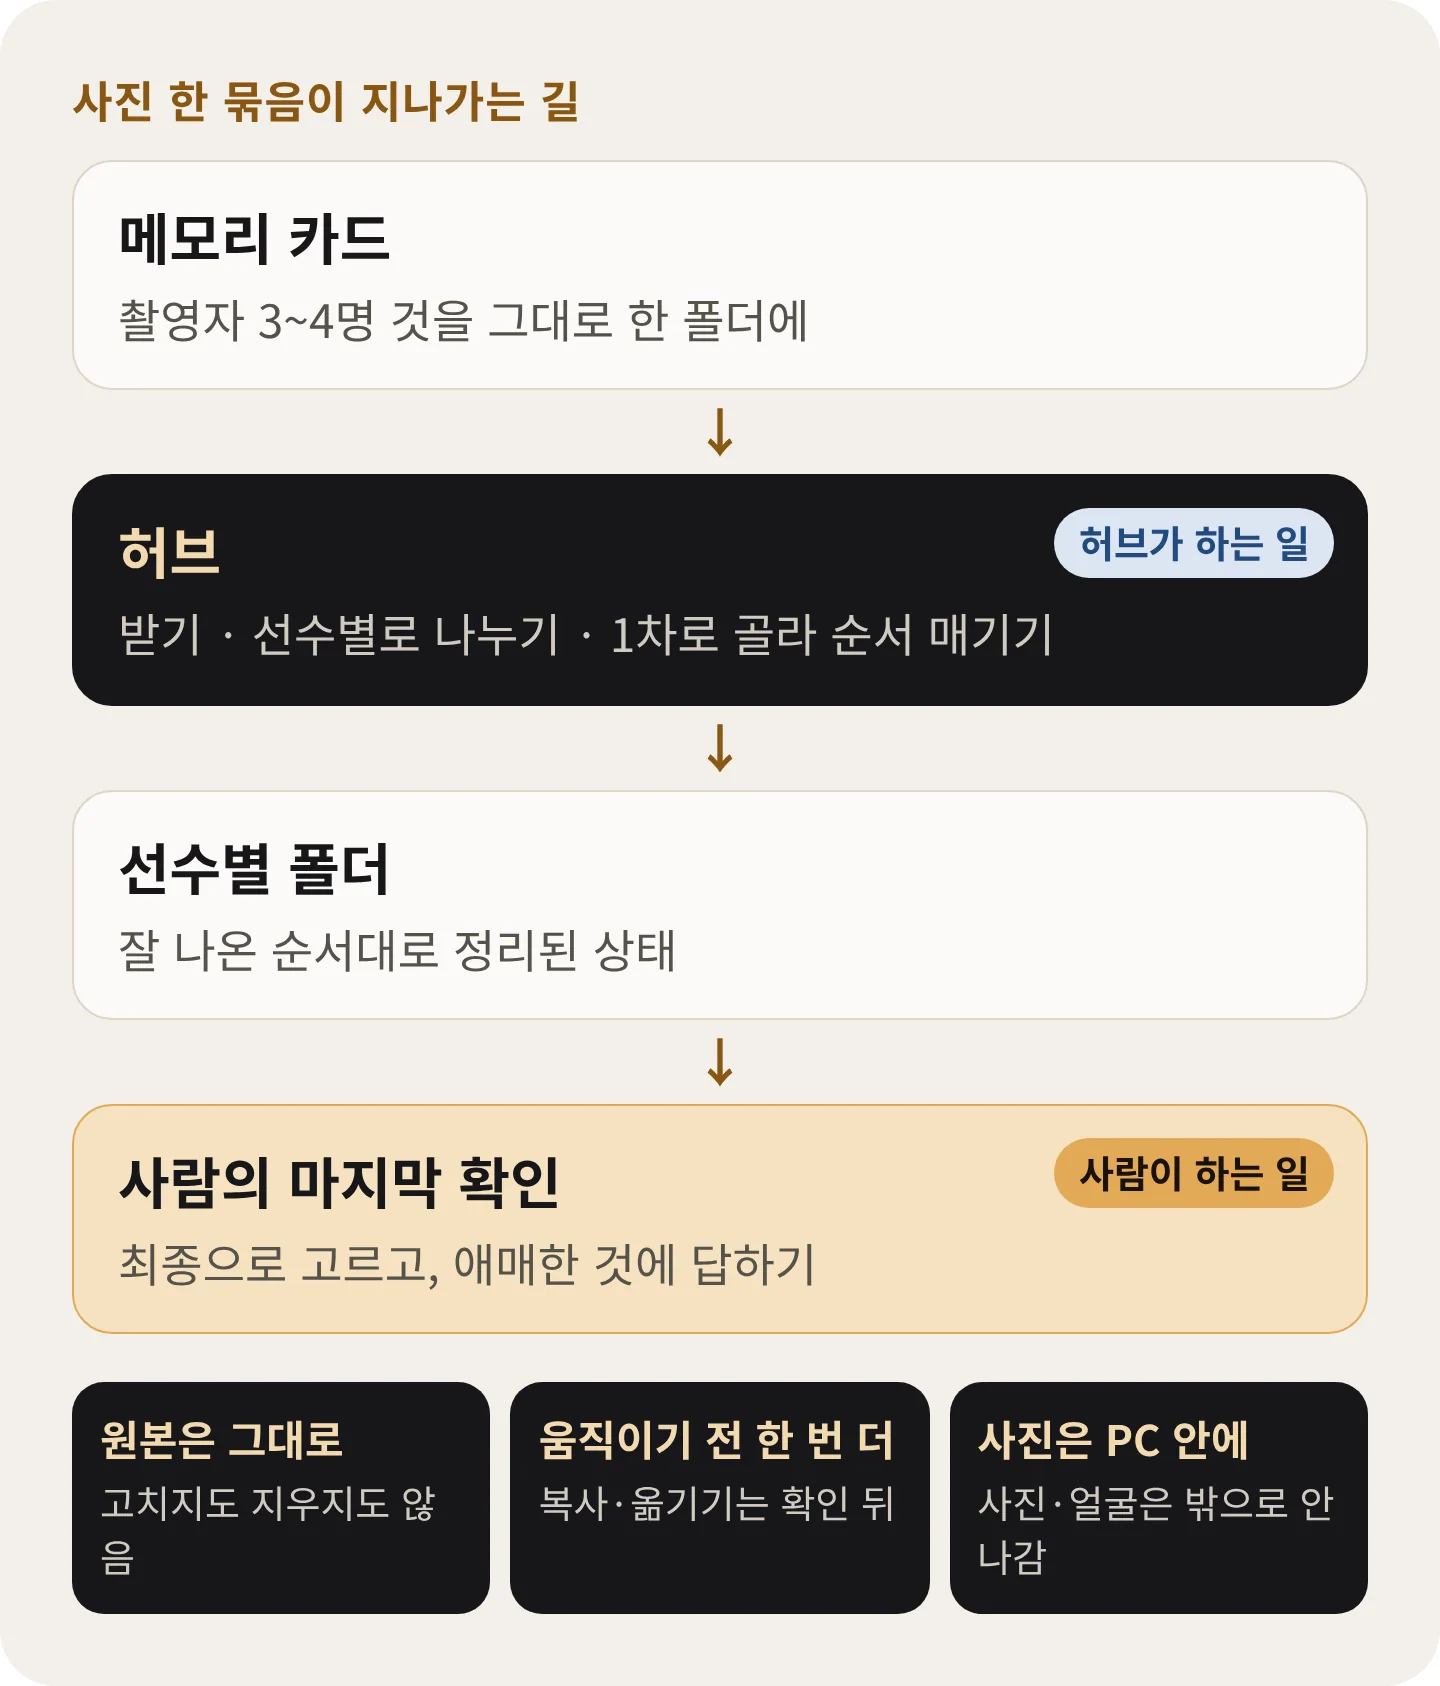 사진 한 묶음이 지나가는 길
메모리 카드
촬영자 3~4명 것을 그대로 한 폴더에
↓
허브
허브가 하는 일
받기 · 선수별로 나누기 · 1차로 골라 순서 매기기
↓
선수별 폴더
잘 나온 순서대로 정리된 상태
↓
사람의 마지막 확인
사람이 하는 일
최종으로 고르고, 애매한 것에 답하기
원본은 그대로
고치지도 지우지도 않
음
움직이기 전 한 번 더
복사·옮기기는 확인 뒤
사진은 PC 안에
사진·얼굴은 밖으로 안
나감